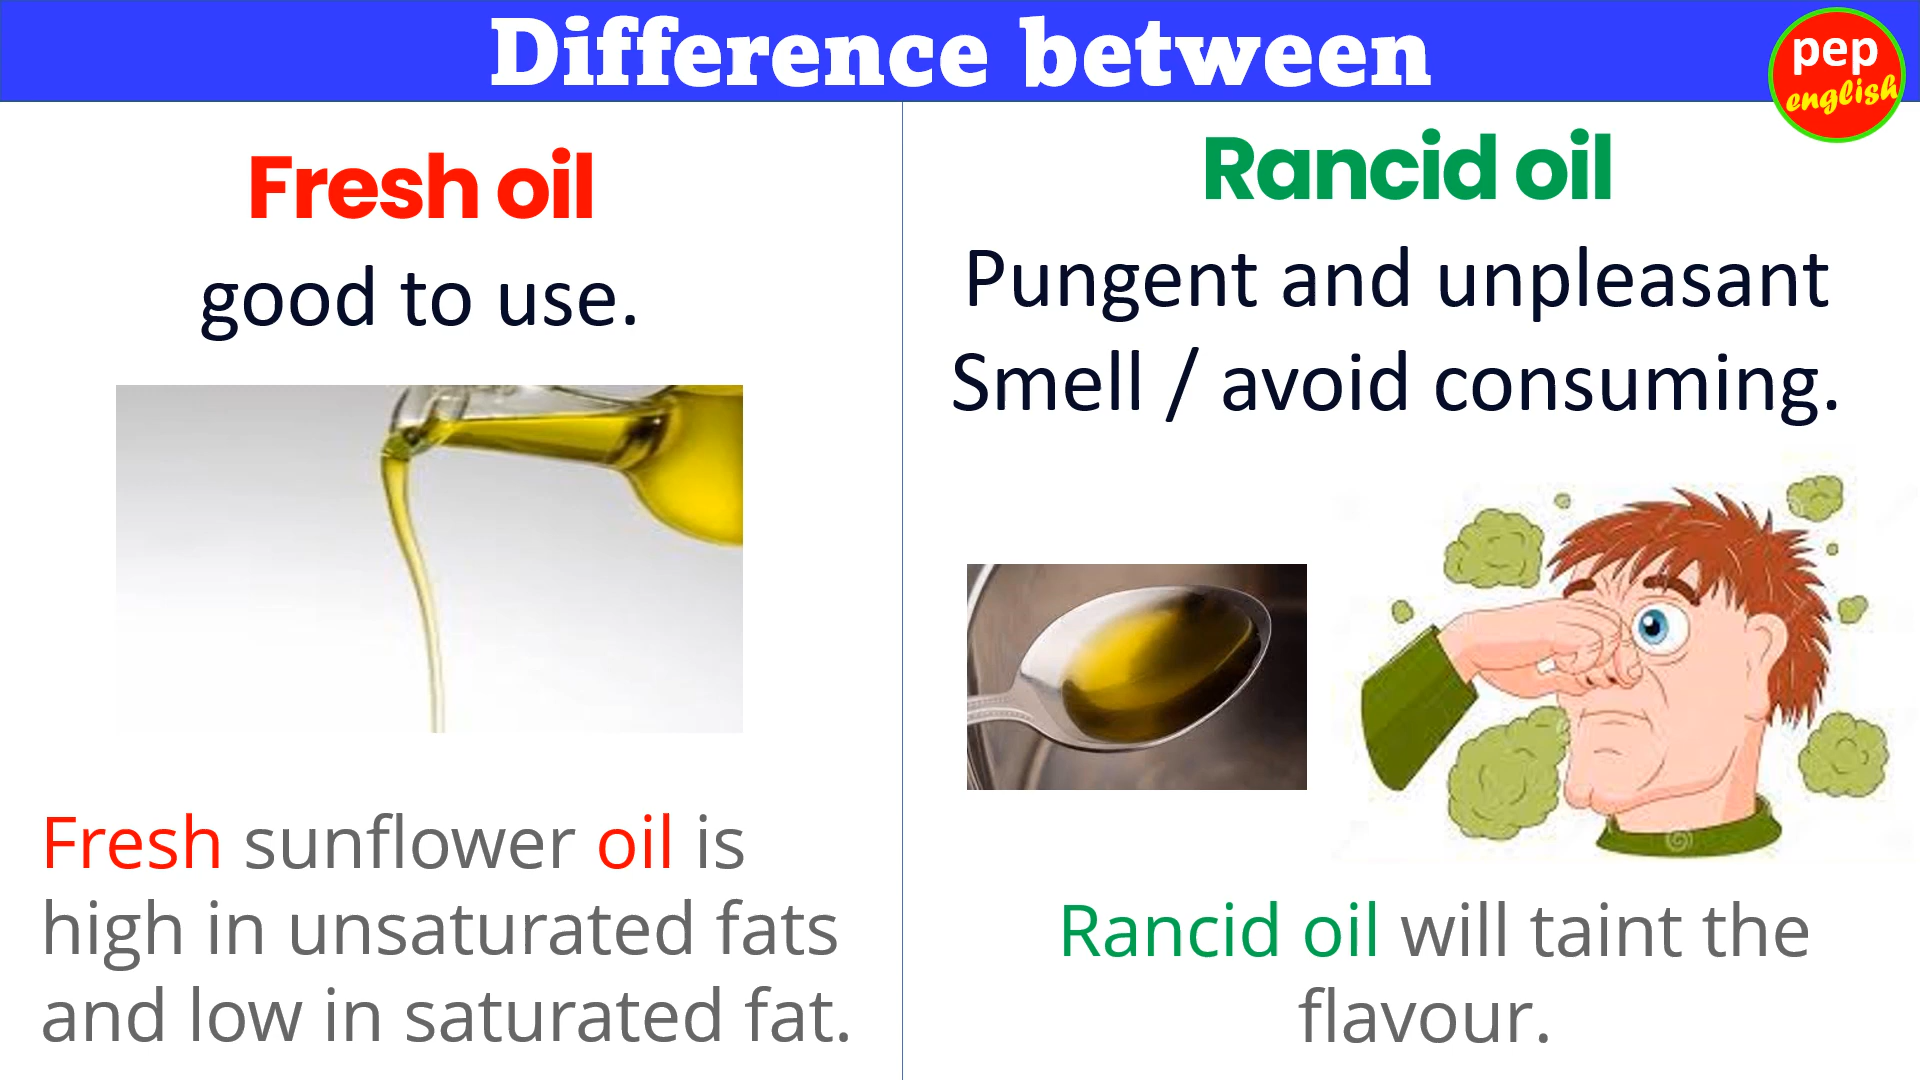 Difference between
pep
english
Fresh oil
good to use.
Fresh sunflower oil is
high in unsaturated fats
and low in saturated fat.
Rancid oil
Pungent and unpleasant
Smell / avoid consuming.
Rancid oil will taint the
flavour.